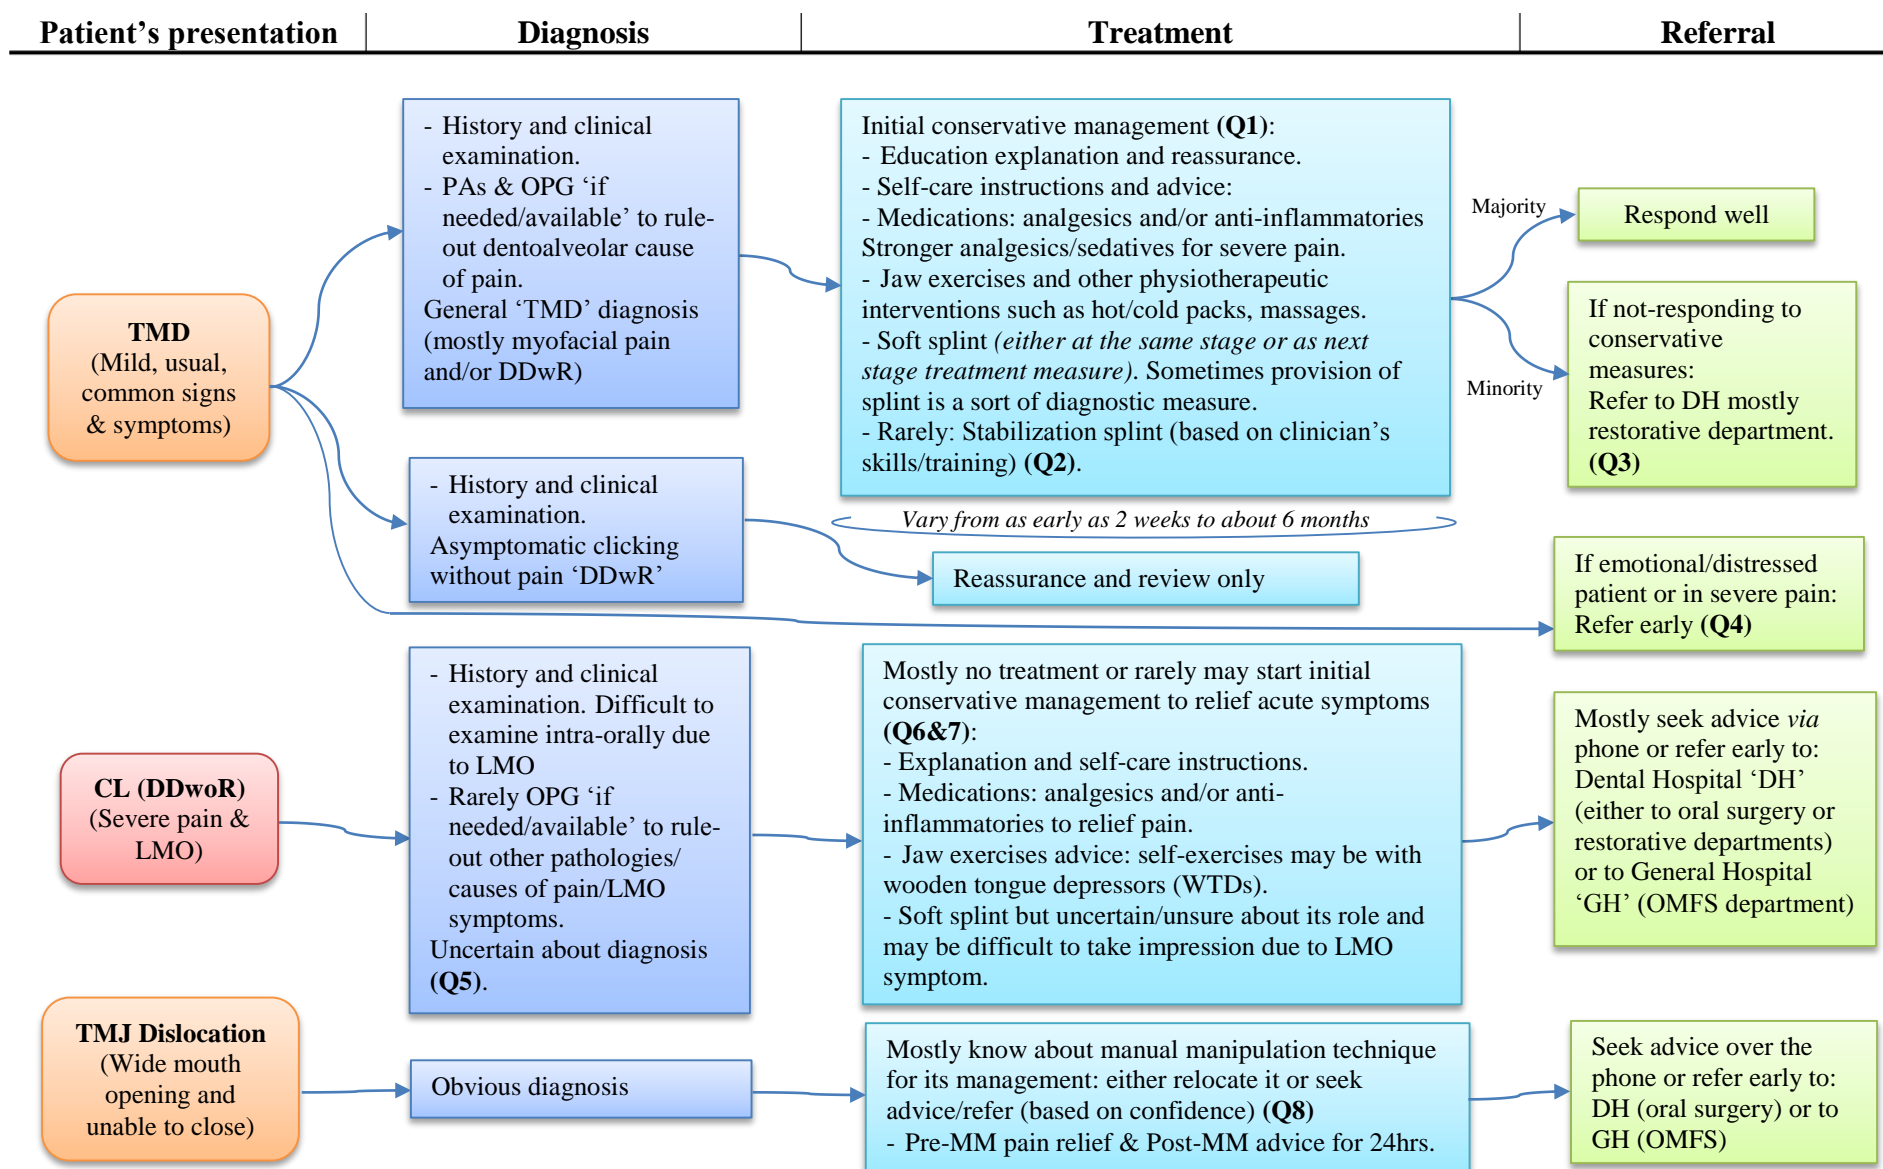 Patient’s presentation
Diagnosis
Treatment
Referral
TMD
(Mild, usual,
common signs
& symptoms)
- History and clinical
examination.
- PAs & OPG ‘if
needed/available’ to rule-
out dentoalveolar cause
of pain.
General ‘TMD’ diagnosis
(mostly myofacial pain
and/or DDwR)
Initial conservative management (Q1):
- Education explanation and reassurance.
- Self-care instructions and advice:
- Medications: analgesics and/or anti-inflammatories
Stronger analgesics/sedatives for severe pain.
- Jaw exercises and other physiotherapeutic
interventions such as hot/cold packs, massages.
- Soft splint (either at the same stage or as next
stage treatment measure). Sometimes provision of
splint is a sort of diagnostic measure.
- Rarely: Stabilization splint (based on clinician’s
skills/training) (Q2).
Vary from as early as 2 weeks to about 6 months
Majority
Respond well
Minority
If not-responding to
conservative
measures:
Refer to DH mostly
restorative department.
(Q3)
- History and clinical
examination.
Asymptomatic clicking
without pain ‘DDwR’
Reassurance and review only
If emotional/distressed
patient or in severe pain:
Refer early (Q4)
CL (DDwoR)
(Severe pain &
LMO)
- History and clinical
examination. Difficult to
examine intra-orally due
to LMO
- Rarely OPG ‘if
needed/available’ to rule-
out other pathologies/
causes of pain/LMO
symptoms.
Uncertain about diagnosis
(Q5).
Mostly no treatment or rarely may start initial
conservative management to relief acute symptoms
(Q6&7):
- Explanation and self-care instructions.
- Medications: analgesics and/or anti-
inflammatories to relief pain.
- Jaw exercises advice: self-exercises may be with
wooden tongue depressors (WTDs).
- Soft splint but uncertain/unsure about its role and
may be difficult to take impression due to LMO
symptom.
Mostly seek advice via
phone or refer early to:
Dental Hospital ‘DH’
(either to oral surgery or
restorative departments)
or to General Hospital
‘GH’ (OMFS department)
TMJ Dislocation
(Wide mouth
opening and
unable to close)
Obvious diagnosis
Mostly know about manual manipulation technique
for its management: either relocate it or seek
advice/refer (based on confidence) (Q8)
- Pre-MM pain relief & Post-MM advice for 24hrs.
Seek advice over the
phone or refer early to:
DH (oral surgery) or to
GH (OMFS)